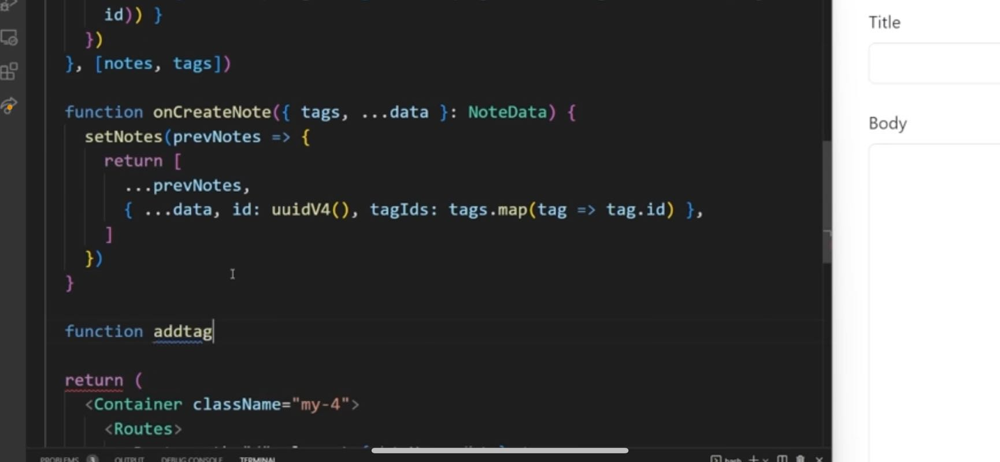 id)) }
})
}, [notes, tags])
function onCreateNote({ tags, ...data }: NoteData) {
setNotes(prevNotes => {
return [
...prevNotes,
{ ...data, id: uuidV4(), tagIds: tags.map(tag => tag.id) },
]
})
}
function addtag
return (
<Container className="my-4">
<Routes>
PROBLEMS 3 OUTPUT DEBUG CONSOLE TERMINAL bash
Title
Body